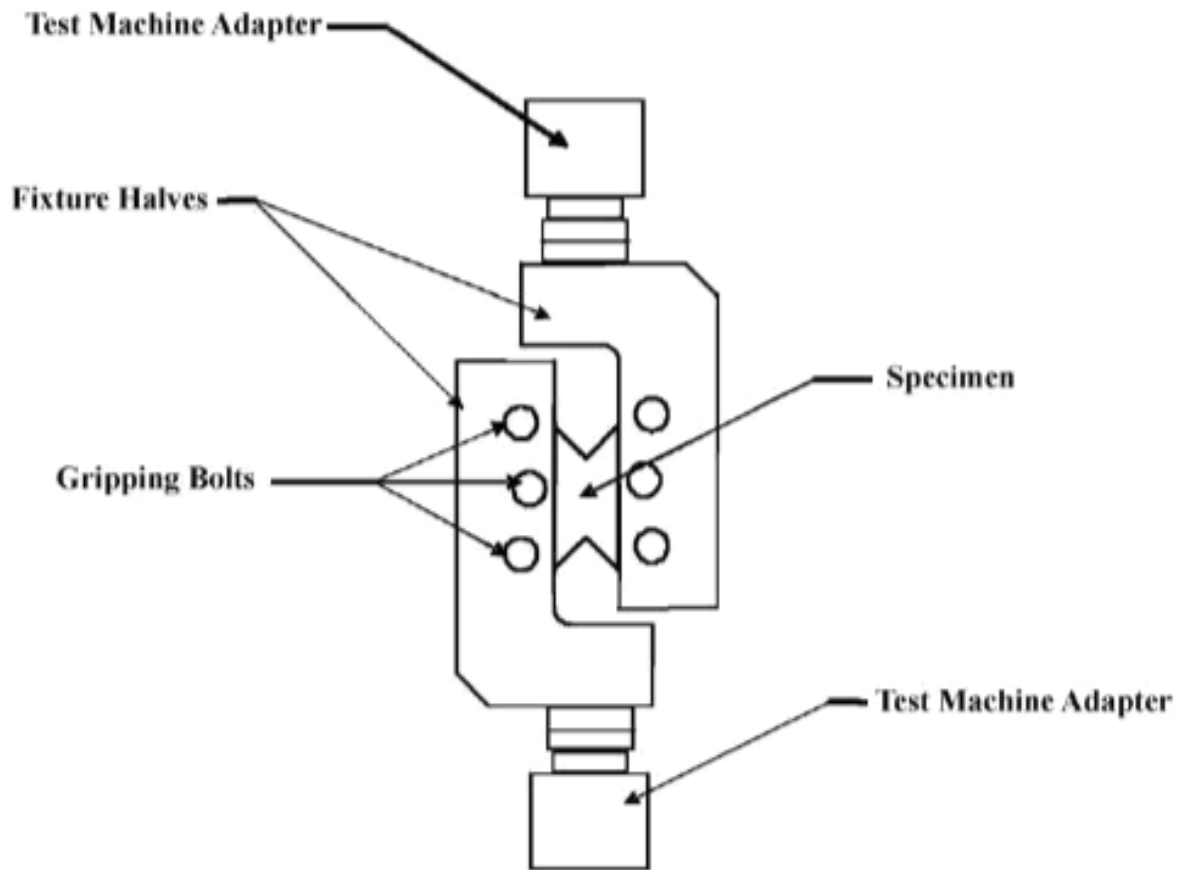 Test Machine Adapter
Fixture Halves
Specimen
Gripping Bolts
Test Machine Adapter